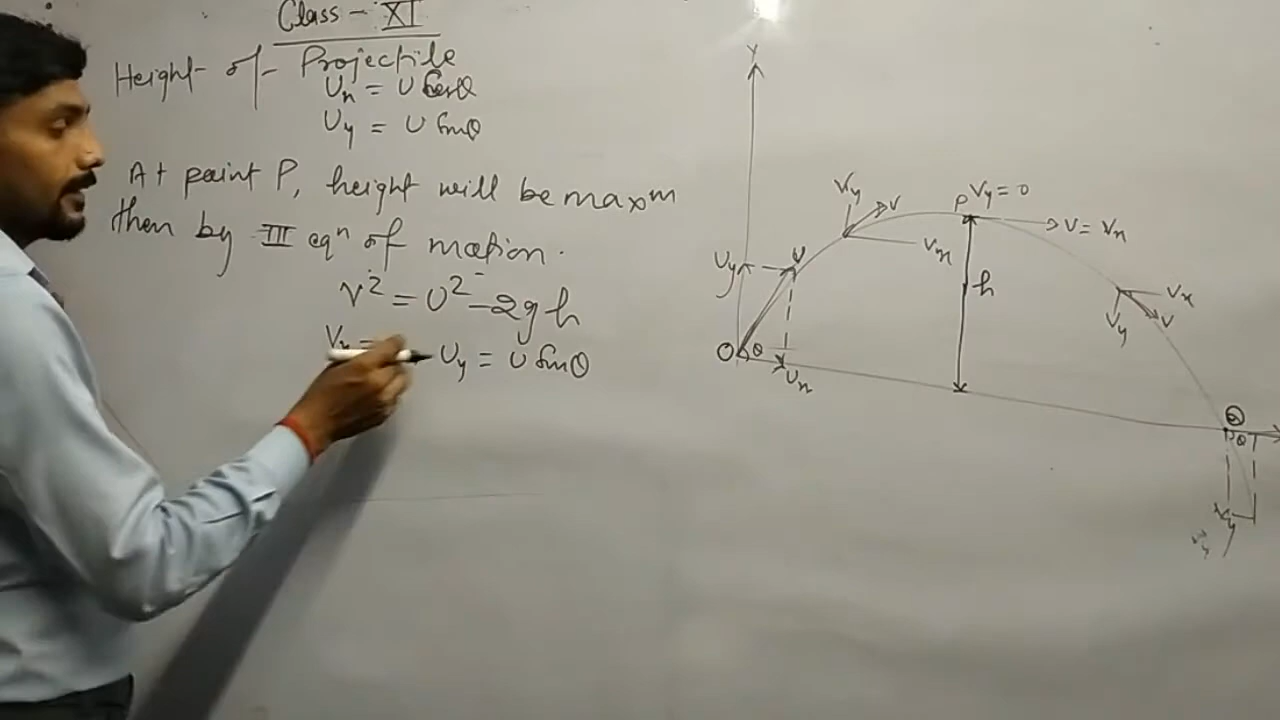 Class - XI
Height of Projectile
Ux = U Cosθ
Uy = U Sinθ
At point P, height will be maxm
then by III eqn of motion.
v² = U² - 2gh
Uy = U Sinθ
Y
Vy
V
P
Vy = 0
V = Vx
Vx
Uy
U
h
Vx
Vy
V
O
θ
Ux
θ